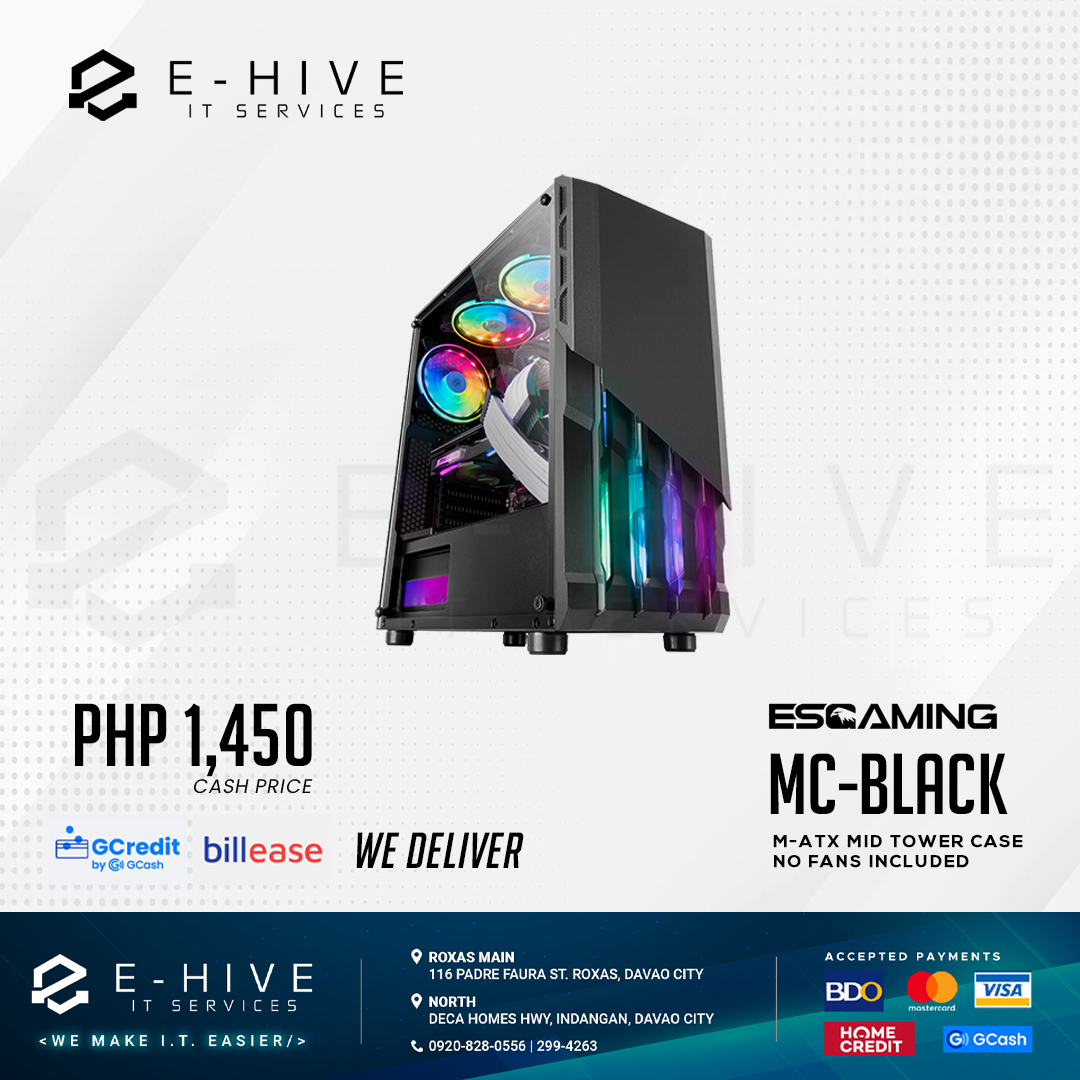 E-HIVE
IT SERVICES
E-HIVE
IT SERVICES
PHP 1,450
CASH PRICE
GCredit
by GCash
billease
WE DELIVER
ESGAMING
MC-BLACK
M-ATX MID TOWER CASE
NO FANS INCLUDED
E-HIVE
IT SERVICES
<WE MAKE I.T. EASIER/>
ROXAS MAIN
116 PADRE FAURA ST. ROXAS, DAVAO CITY
NORTH
DECA HOMES HWY, INDANGAN, DAVAO CITY
0920-828-0556 | 299-4263
ACCEPTED PAYMENTS
BDO
mastercard
VISA
HOME
CREDIT
GCash